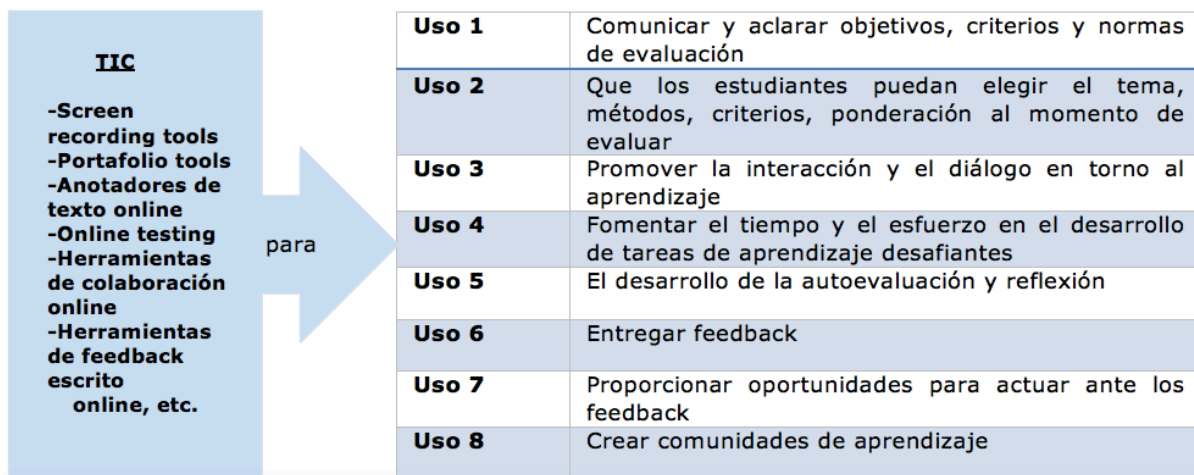 TIC
-Screen
recording tools
-Portafolio tools
-Anotadores de
texto online
-Online testing
-Herramientas
de colaboración
online
-Herramientas
de feedback
escrito
online, etc.
para
Uso 1 Comunicar y aclarar objetivos, criterios y normas
de evaluación
Uso 2 Que los estudiantes puedan elegir el tema,
métodos, criterios, ponderación al momento de
evaluar
Uso 3 Promover la interacción y el diálogo en torno al
aprendizaje
Uso 4 Fomentar el tiempo y el esfuerzo en el desarrollo
de tareas de aprendizaje desafiantes
Uso 5 El desarrollo de la autoevaluación y reflexión
Uso 6 Entregar feedback
Uso 7 Proporcionar oportunidades para actuar ante los
feedback
Uso 8 Crear comunidades de aprendizaje